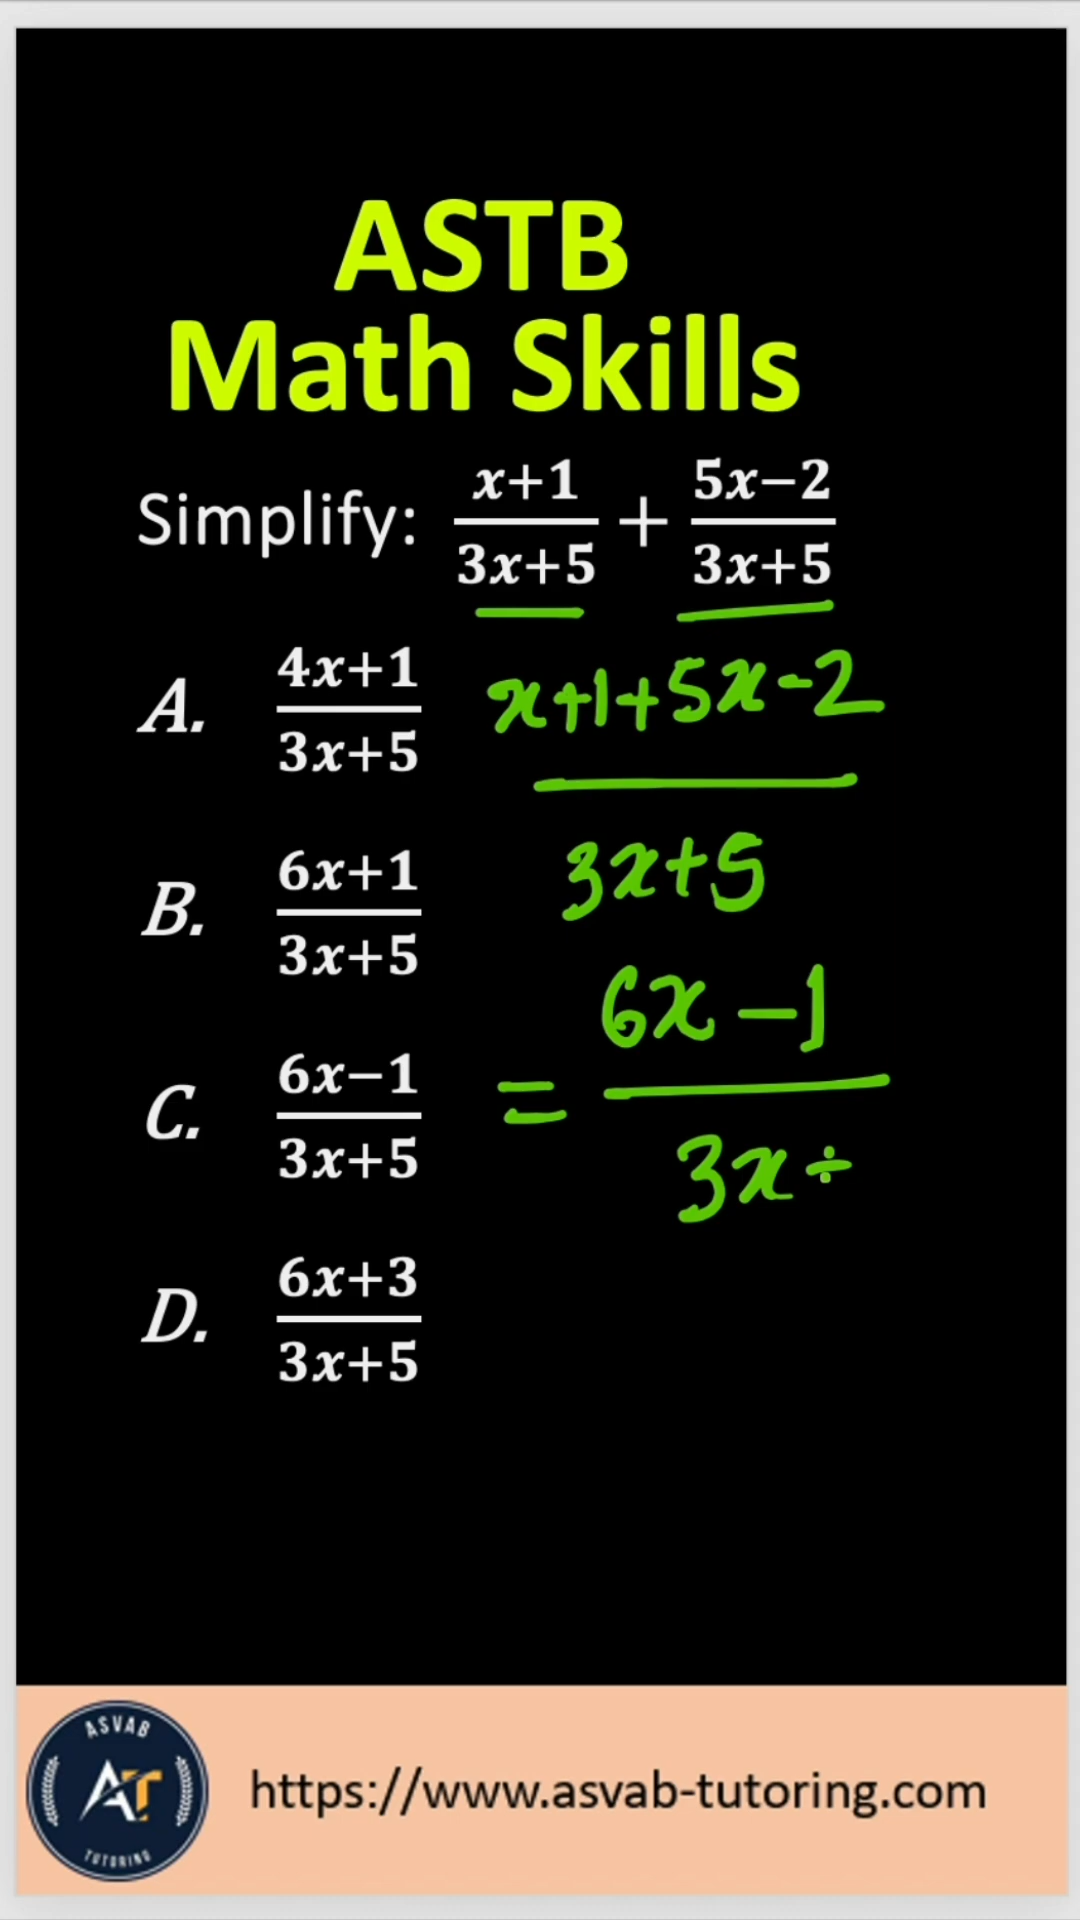 ASTB
Math Skills
Simplify: x+1/3x+5 + 5x−2/3x+5
A. 4x+1/3x+5
x+1+5x-2
3x+5
B. 6x+1/3x+5
C. 6x−1/3x+5
= 6x-1/3x÷
D. 6x+3/3x+5
ASVAB
AT
TUTORING
https://www.asvab-tutoring.com